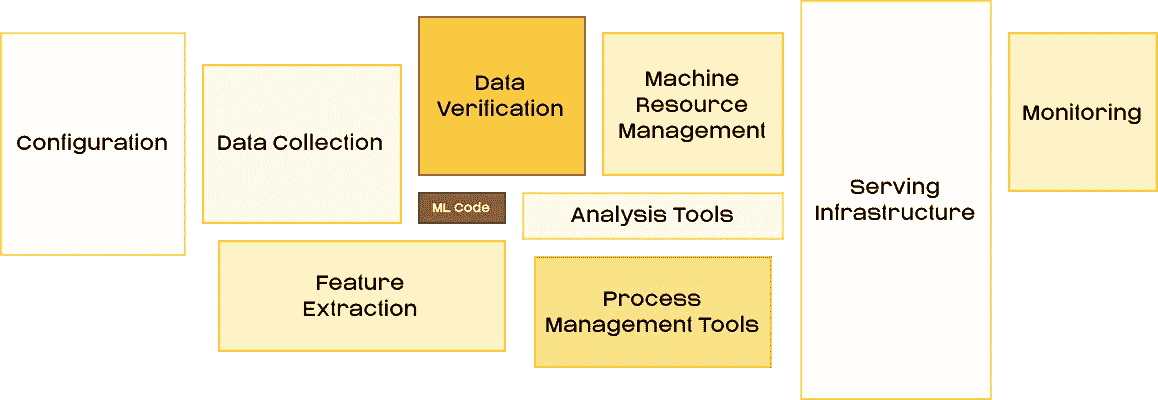 Configuration
Data Collection
Data
Verification
ML Code
Feature
Extraction
Machine
Resource
Management
Analysis Tools
Process
Management Tools
Serving
Infrastructure
Monitoring